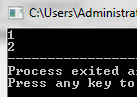 C:\Users\Administrat
1
2
--------------------
Process exited a
Press any key to